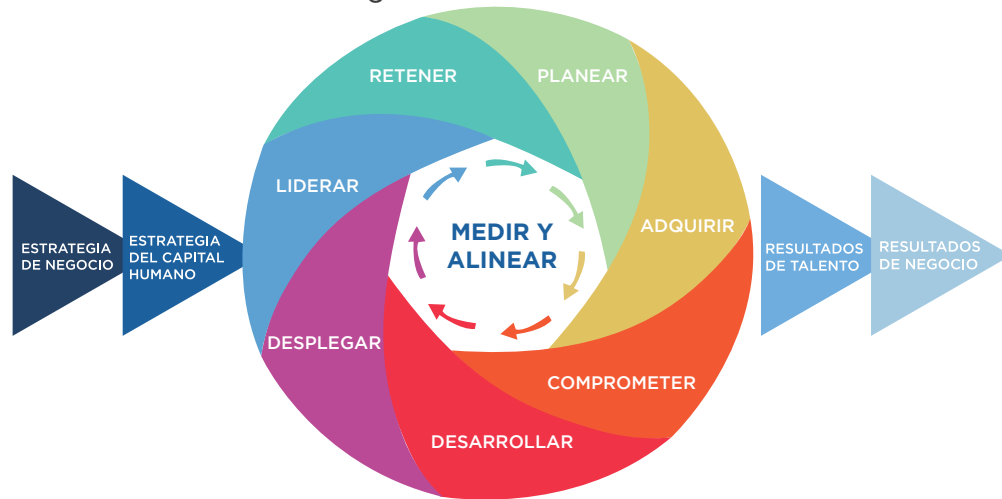 RETENER
PLANEAR
LIDERAR
ADQUIRIR
MEDIR Y
ALINEAR
ESTRATEGIA
DE NEGOCIO
ESTRATEGIA
DEL CAPITAL
HUMANO
RESULTADOS
DE TALENTO
RESULTADOS
DE NEGOCIO
DESPLEGAR
COMPROMETER
DESARROLLAR